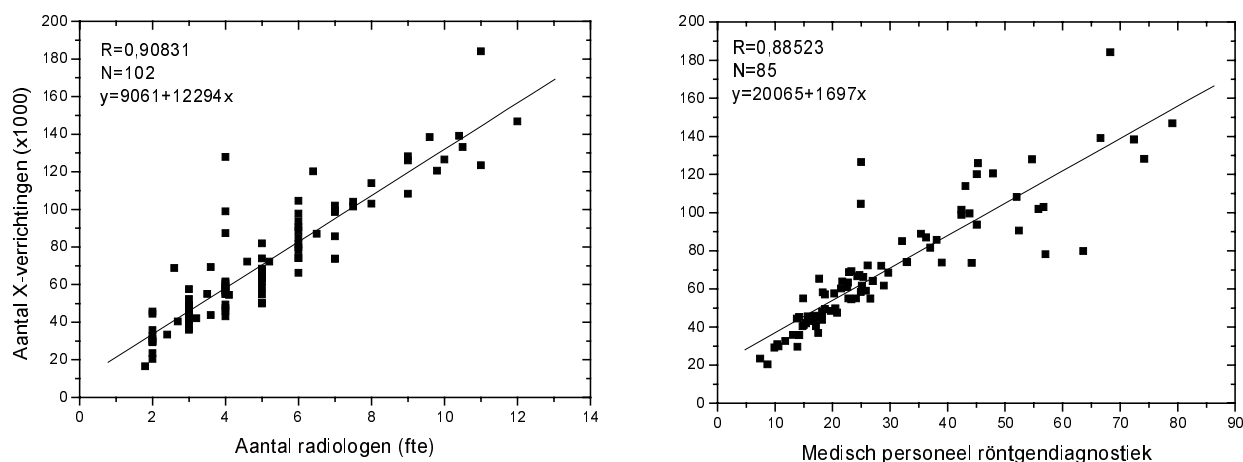 R=0,90831
N=102
y=9061+12294x
Aantal X-verrichtingen (x1000)
200
180
160
140
120
100
80
60
40
20
0
0 2 4 6 8 10 12 14
Aantal radiologen (fte)
R=0,88523
N=85
y=20065+1697x
200
180
160
140
120
100
80
60
40
20
0
0 10 20 30 40 50 60 70 80 90
Medisch personeel röntgendiagnostiek